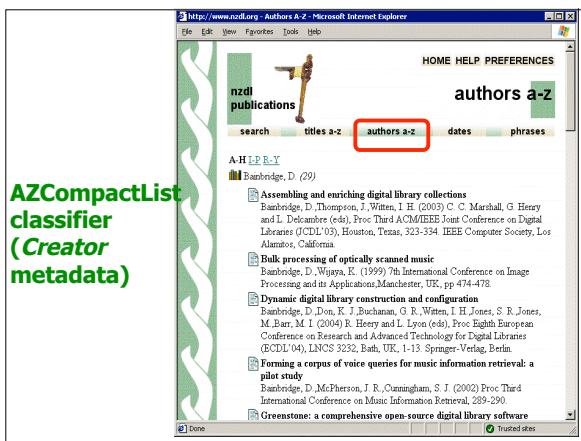 http://www.nzdl.org - Authors A-Z - Microsoft Internet Explorer
File Edit View Favorites Tools Help
HOME HELP PREFERENCES
nzdl
publications
authors a-z
search titles a-z authors a-z dates phrases
A-H I-P R-Y
Bainbridge, D. (29)
Assembling and enriching digital library collections
Bainbridge, D.,Thompson, J.,Witten, I. H. (2003) C. C. Marshall, G. Henry
and L. Delcambre (eds), Proc Third ACM/IEEE Joint Conference on Digital
Libraries (JCDL'03), Houston, Texas, 323-334. IEEE Computer Society, Los
Alamitos, California.
Bulk processing of optically scanned music
Bainbridge, D.,Wijaya, K. (1999) 7th International Conference on Image
Processing and its Applications,Manchester, UK, pp 474-478.
Dynamic digital library construction and configuration
Bainbridge, D.,Don, K. J.,Buchanan, G. R.,Witten, I. H.,Jones, S. R.,Jones,
M.,Barr, M. I. (2004) R. Heery and L. Lyon (eds), Proc Eighth European
Conference on Research and Advanced Technology for Digital Libraries
(ECDL'04), LNCS 3232, Bath, UK, 1-13. Springer-Verlag, Berlin.
Forming a corpus of voice queries for music information retrieval: a
pilot study
Bainbridge, D.,McPherson, J. R.,Cunningham, S. J. (2002) Proc Third
International Conference on Music Information Retrieval, 289-290.
Greenstone: a comprehensive open-source digital library software
Done Trusted sites
AZCompactList
classifier
(Creator
metadata)